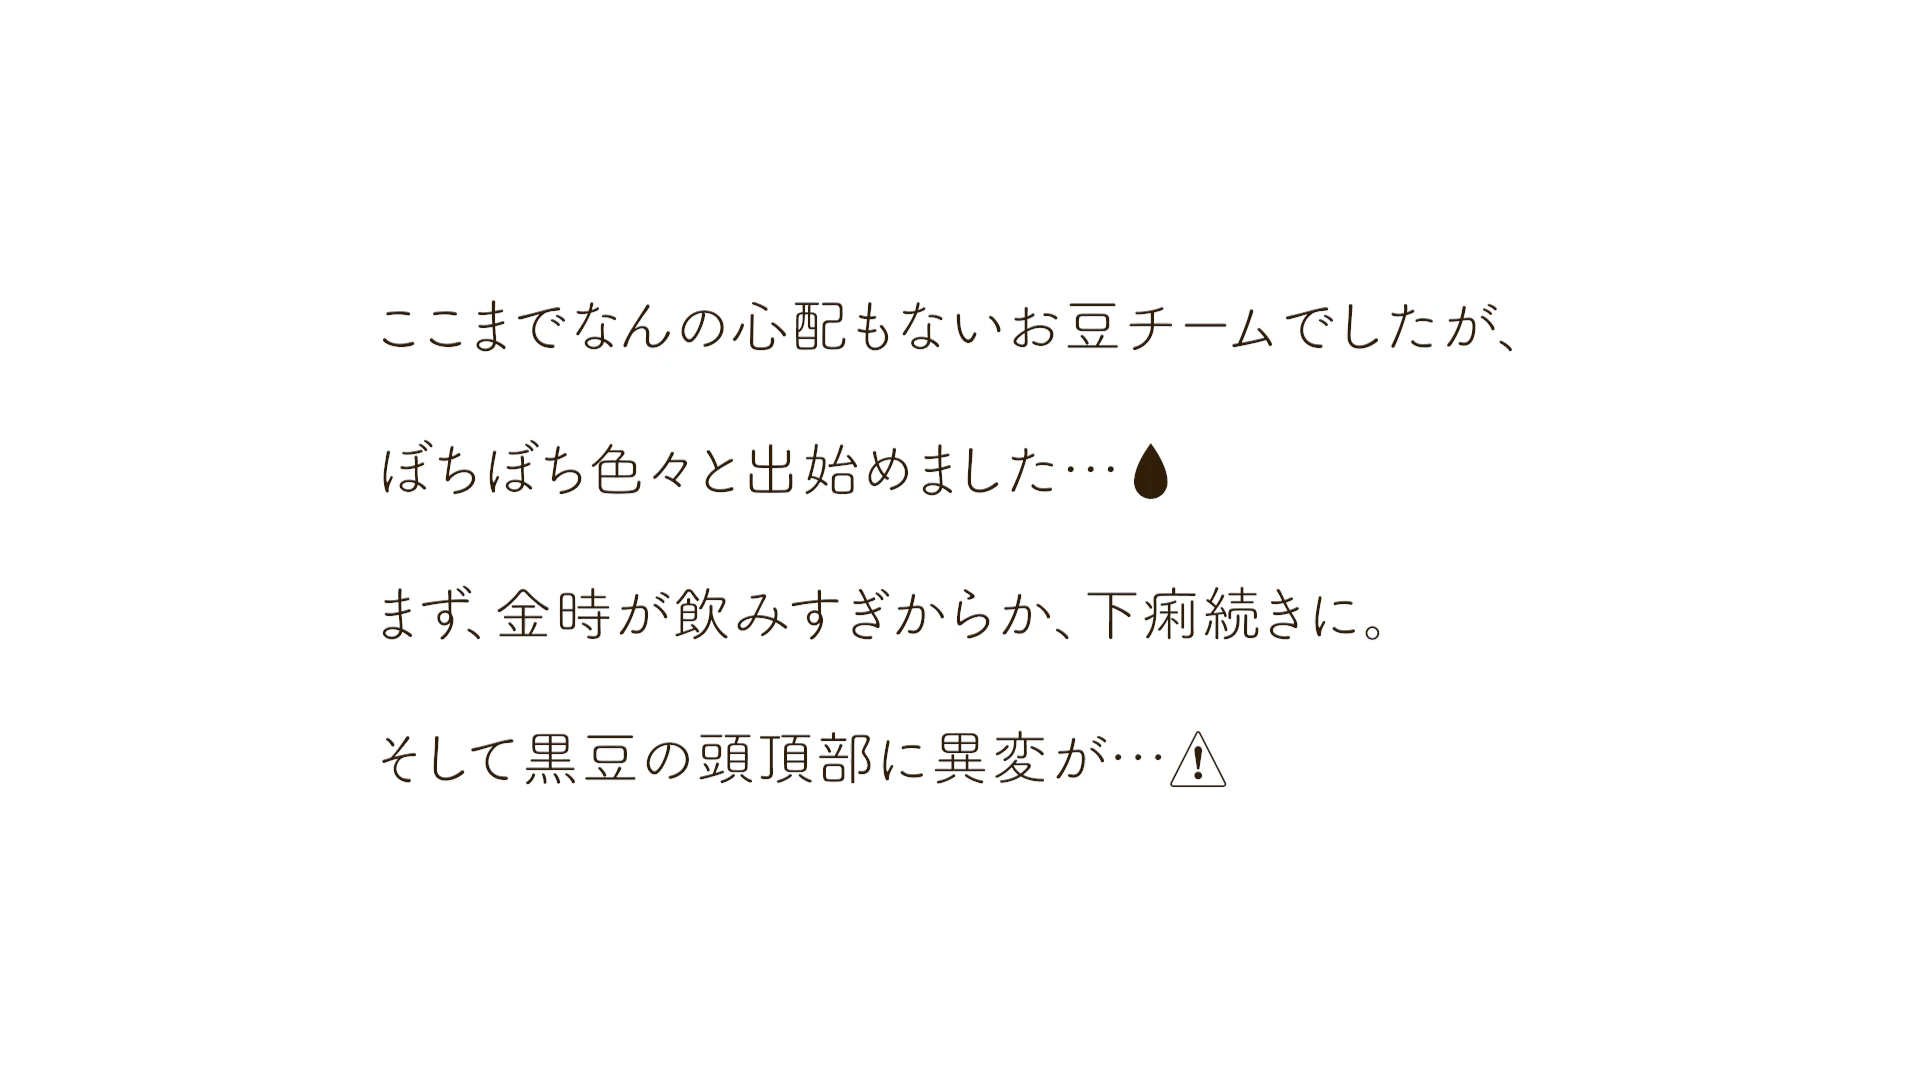 ここまでなんの心配もないお豆チームでしたが、
ぼちぼち色々と出始めました…💧
まず、金時が飲みすぎからか、下痢続きに。
そして黒豆の頭頂部に異変が…⚠